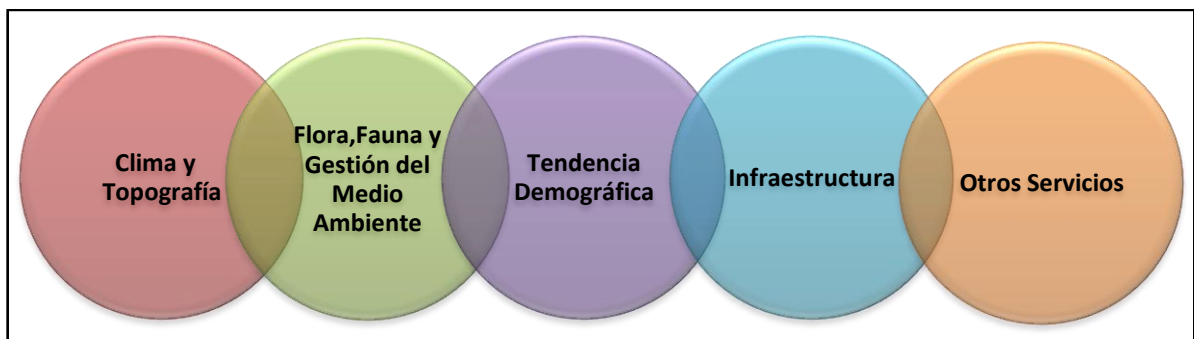 Clima y
Topografía
Flora,Fauna y
Gestión del
Medio
Ambiente
Tendencia
Demográfica
Infraestructura
Otros Servicios